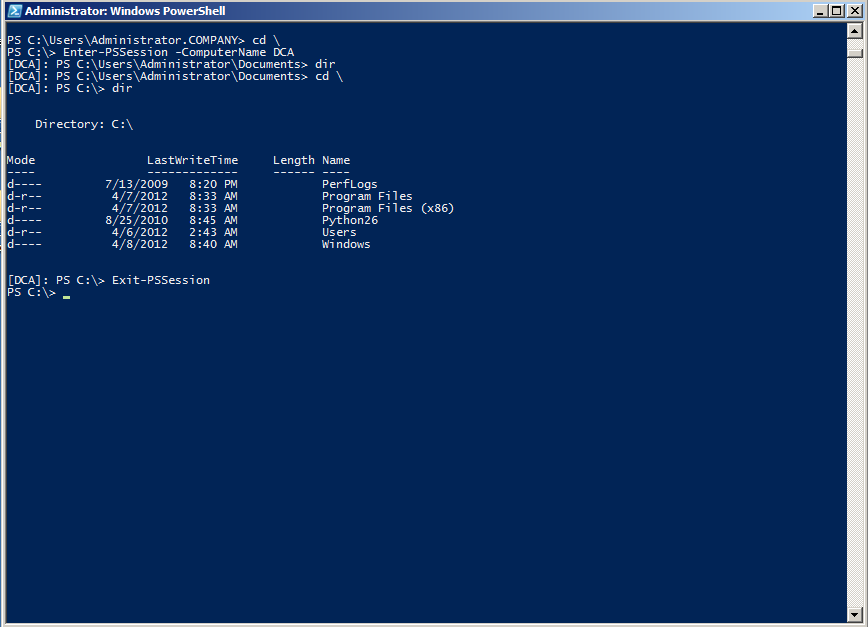 Administrator: Windows PowerShell
PS C:\Users\Administrator.COMPANY> cd \
PS C:\> Enter-PSSession -ComputerName DCA
[DCA]: PS C:\Users\Administrator\Documents> dir
[DCA]: PS C:\Users\Administrator\Documents> cd \
[DCA]: PS C:\> dir
Directory: C:\
Mode                LastWriteTime     Length Name
----                -------------     ------ ----
d----         7/13/2009   8:20 PM            PerfLogs
d-r--          4/7/2012   8:33 AM            Program Files
d-r--          4/7/2012   8:33 AM            Program Files (x86)
d----         8/25/2010   8:45 AM            Python26
d-r--          4/6/2012   2:43 AM            Users
d----          4/8/2012   8:40 AM            Windows
[DCA]: PS C:\> Exit-PSSession
PS C:\>